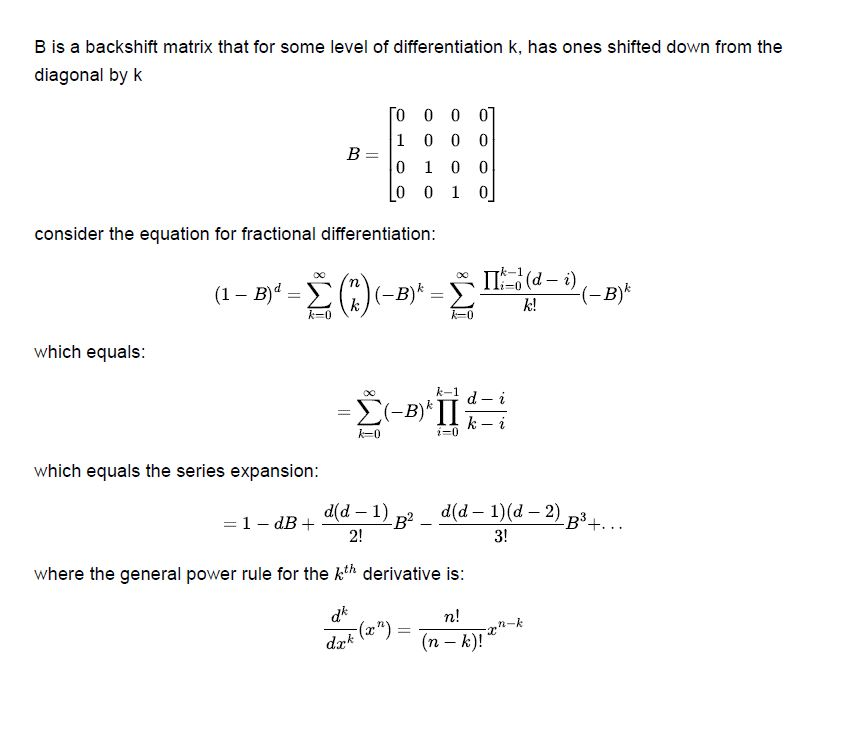 B is a backshift matrix that for some level of differentiation k, has ones shifted down from the
diagonal by k
B = \begin{bmatrix} 0 & 0 & 0 & 0 \\ 1 & 0 & 0 & 0 \\ 0 & 1 & 0 & 0 \\ 0 & 0 & 1 & 0 \end{bmatrix}
consider the equation for fractional differentiation:
(1 - B)^d = \sum_{k=0}^{\infty} \binom{n}{k} (-B)^k = \sum_{k=0}^{\infty} \frac{\prod_{i=0}^{k-1} (d - i)}{k!} (-B)^k
which equals:
= \sum_{k=0}^{\infty} (-B)^k \prod_{i=0}^{k-1} \frac{d - i}{k - i}
which equals the series expansion:
= 1 - dB + \frac{d(d - 1)}{2!} B^2 - \frac{d(d - 1)(d - 2)}{3!} B^3 + \ldots
where the general power rule for the k^{th} derivative is:
\frac{d^k}{dx^k} (x^n) = \frac{n!}{(n - k)!} x^{n-k}